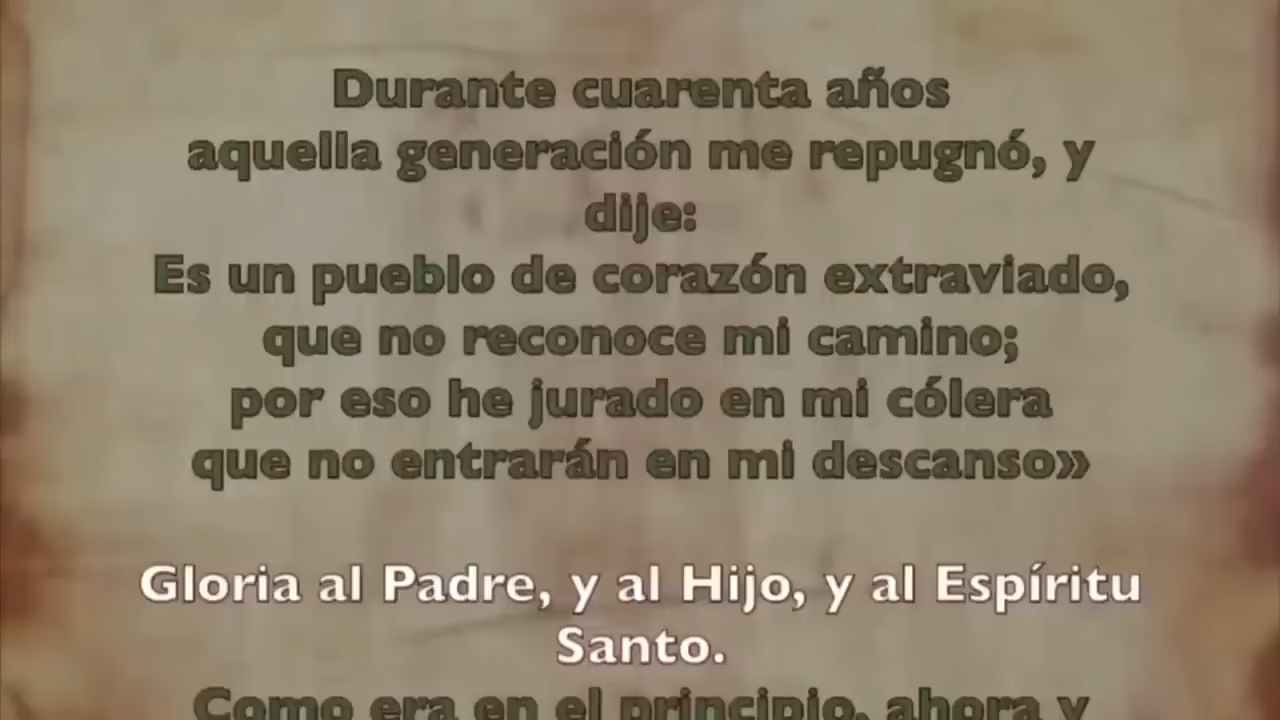 Durante cuarenta años
aquella generación me repugnó, y
dije:
Es un pueblo de corazón extraviado,
que no reconoce mi camino;
por eso he jurado en mi cólera
que no entrarán en mi descanso»
Gloria al Padre, y al Hijo, y al Espíritu
Santo.
Como era en el principio, ahora y